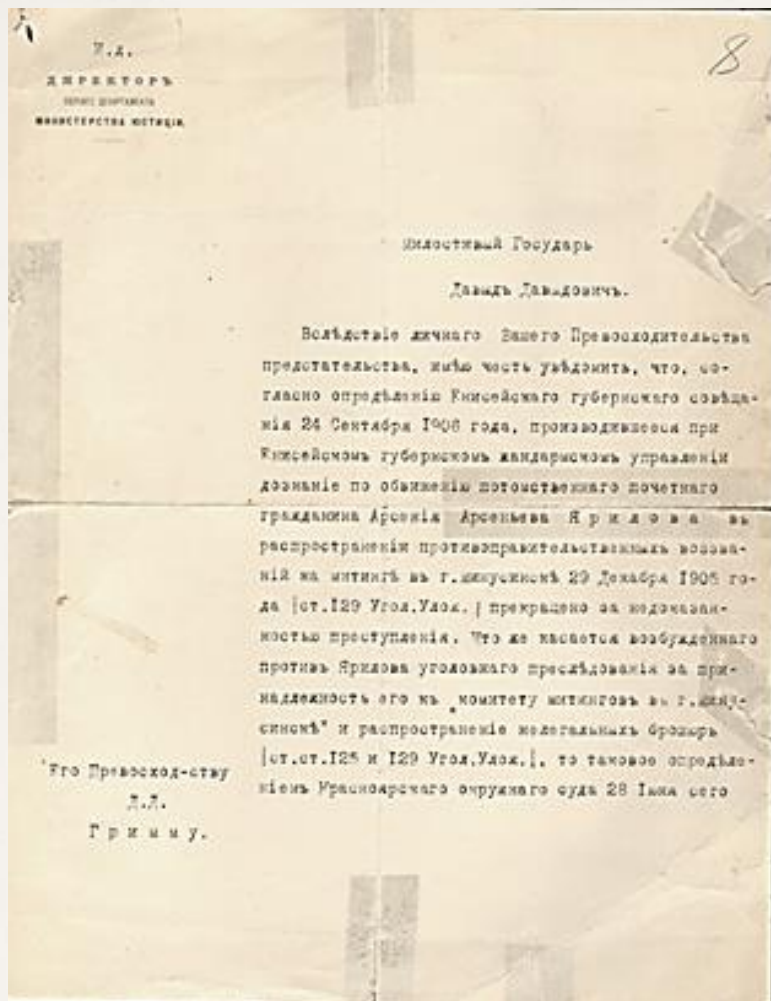 И.д.
8
ДИРЕКТОРЪ
ПЕРВАГО ДЕПАРТАМЕНТА
МИНИСТЕРСТВА ЮСТИЦІИ.
Милостивый Государь
Давидъ Давидовичъ.
Вслѣдствіе личнаго Вашего Превосходительства
предстательства, имѣю честь увѣдомить, что, со-
гласно опредѣленію Енисейскаго губернскаго совѣща-
нія 24 Сентября 1908 года, производившееся при
Енисейскомъ губернскомъ жандармскомъ управленіи
дознаніе по обвиненію потомственнаго почетнаго
гражданина Арсенія Арсеньева Ярилова въ
распространеніи противоправительственныхъ воззва-
ній на митингѣ въ г.Минусинскѣ 29 Декабря 1905 го-
да /ст.129 Угол.Улож./ прекращено за недоказан-
ностью преступленія. Что же касается возбужденнаго
противъ Ярилова уголовнаго преслѣдованія за при-
надлежность его къ "комитету митинговъ въ г.Мину-
синскѣ" и распространеніе нелегальныхъ брошюръ
/ст.ст.125 и 129 Угол.Улож./, то таковое опредѣле-
ніемъ Красноярскаго окружнаго суда 28 Іюня сего
Его Превосход-ству
Д.Д.
Гримму.